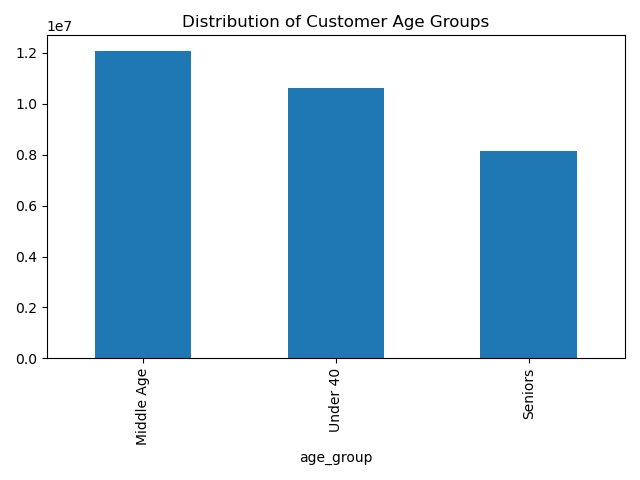 Distribution of Customer Age Groups
1e7
1.2
1.0
0.8
0.6
0.4
0.2
0.0
Middle Age
Under 40
Seniors
age_group